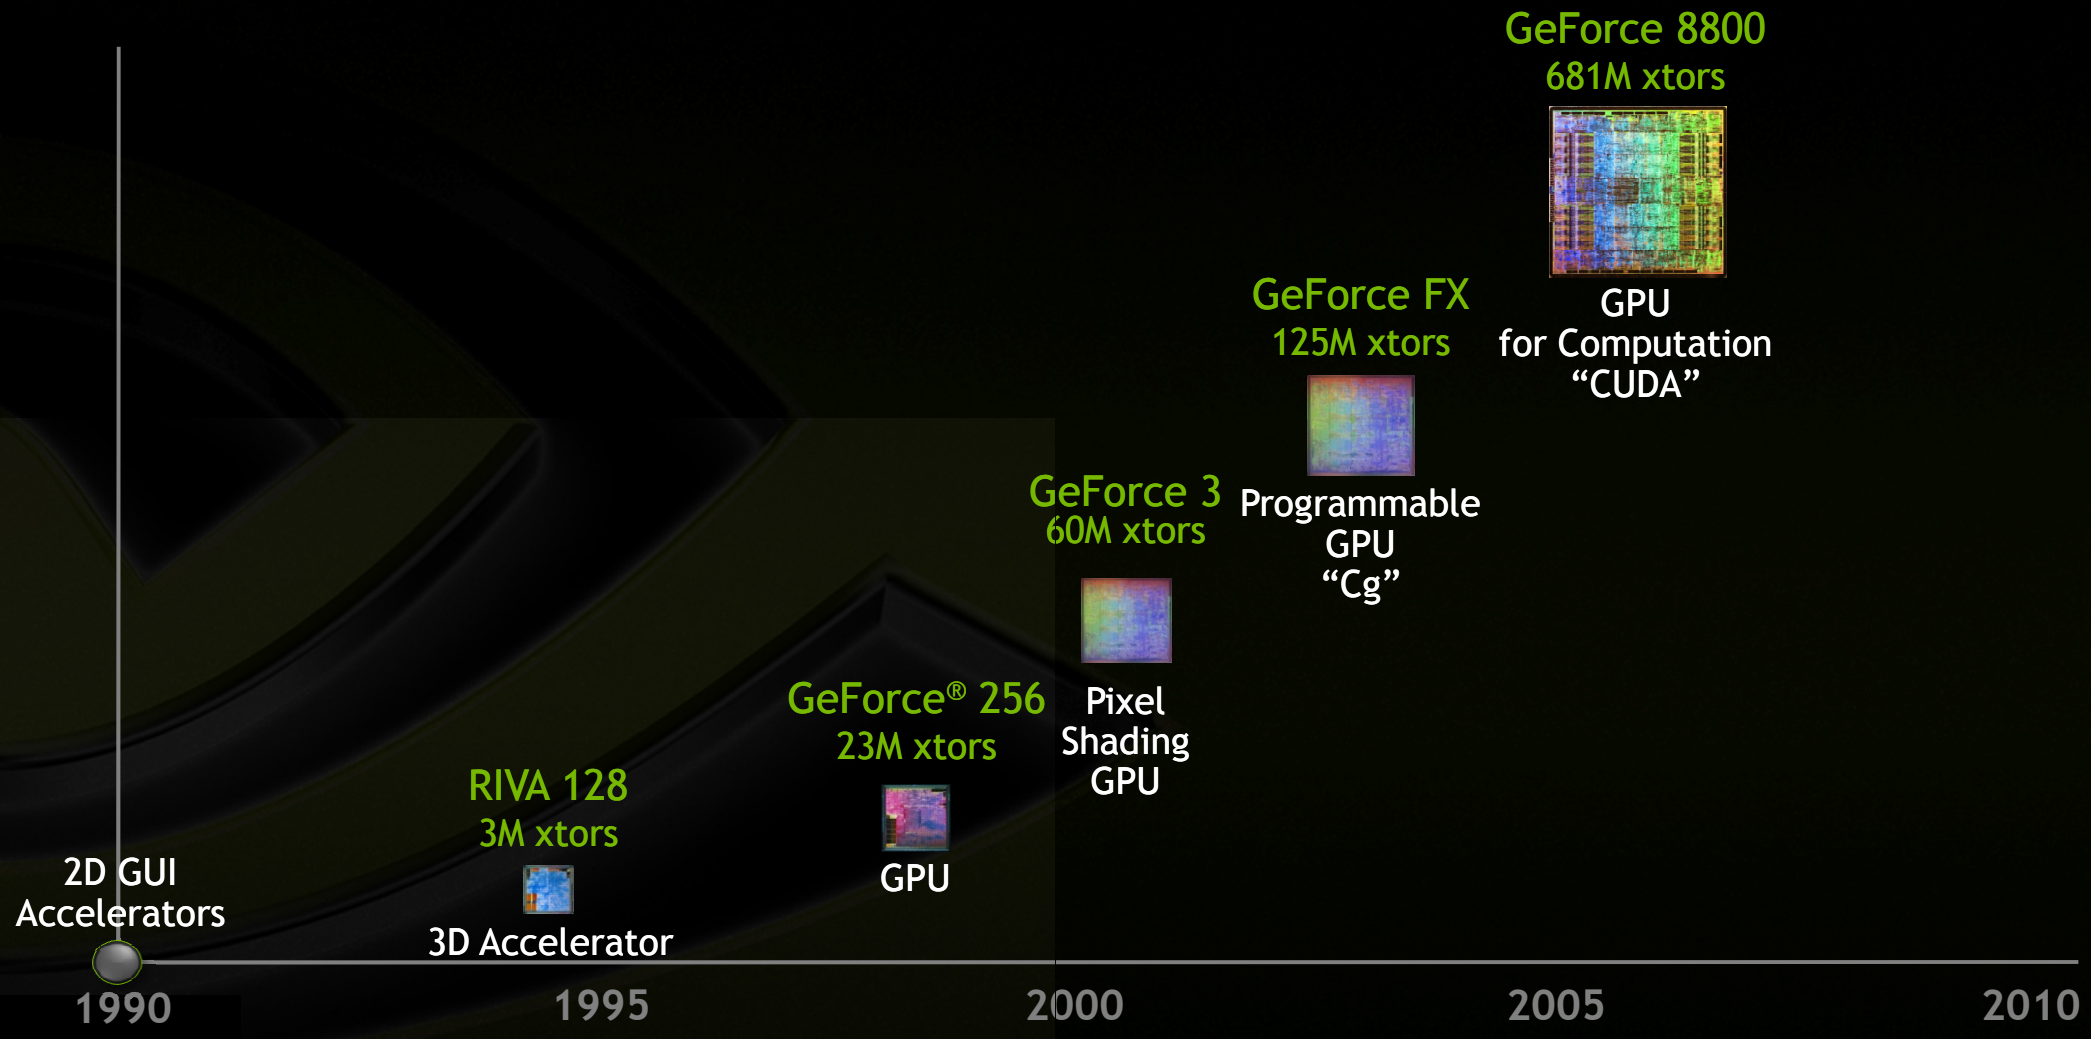 GeForce 8800
681M xtors
GPU
for Computation
“CUDA”
GeForce FX
125M xtors
Programmable
GPU
“Cg”
GeForce 3
60M xtors
Pixel
Shading
GPU
GeForce® 256
23M xtors
GPU
RIVA 128
3M xtors
3D Accelerator
2D GUI
Accelerators
1990
1995
2000
2005
2010